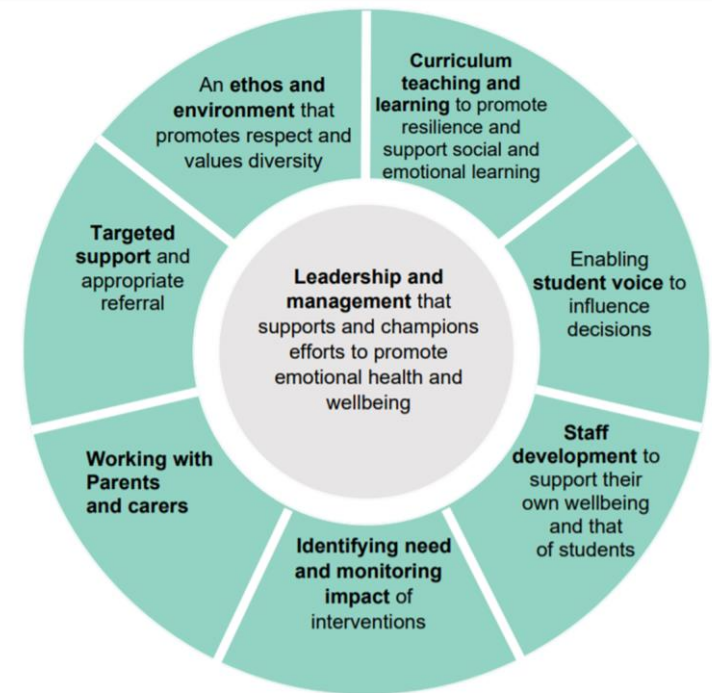 An ethos and
environment that
promotes respect and
values diversity
Curriculum
teaching and
learning to promote
resilience and
support social and
emotional learning
Enabling
student voice to
influence
decisions
Staff
development to
support their
own wellbeing
and that
of students
Identifying need
and monitoring
impact of
interventions
Working with
Parents
and carers
Targeted
support and
appropriate
referral
Leadership and
management that
supports and champions
efforts to promote
emotional health and
wellbeing